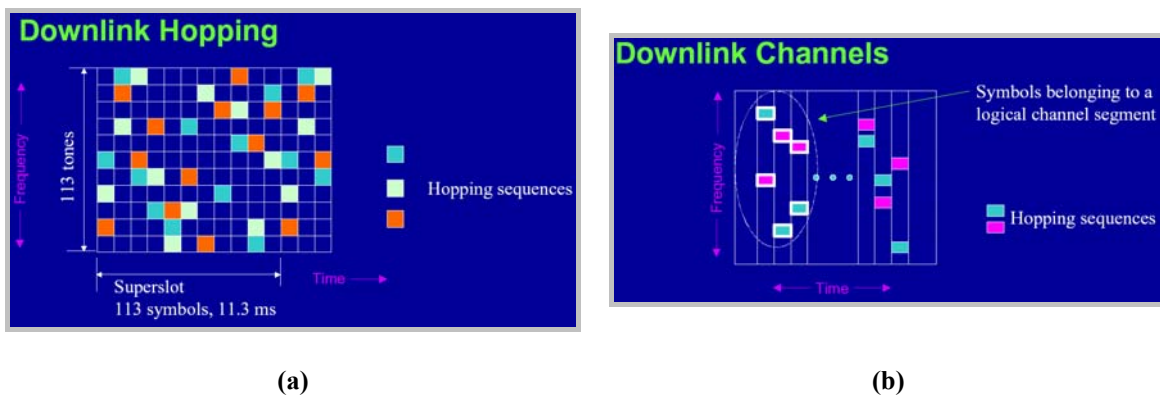 Downlink Hopping
Frequency
113 tones
Hopping sequences
Time
Superslot
113 symbols, 11.3 ms
(a)
Downlink Channels
Symbols belonging to a
logical channel segment
Frequency
Hopping sequences
Time
(b)